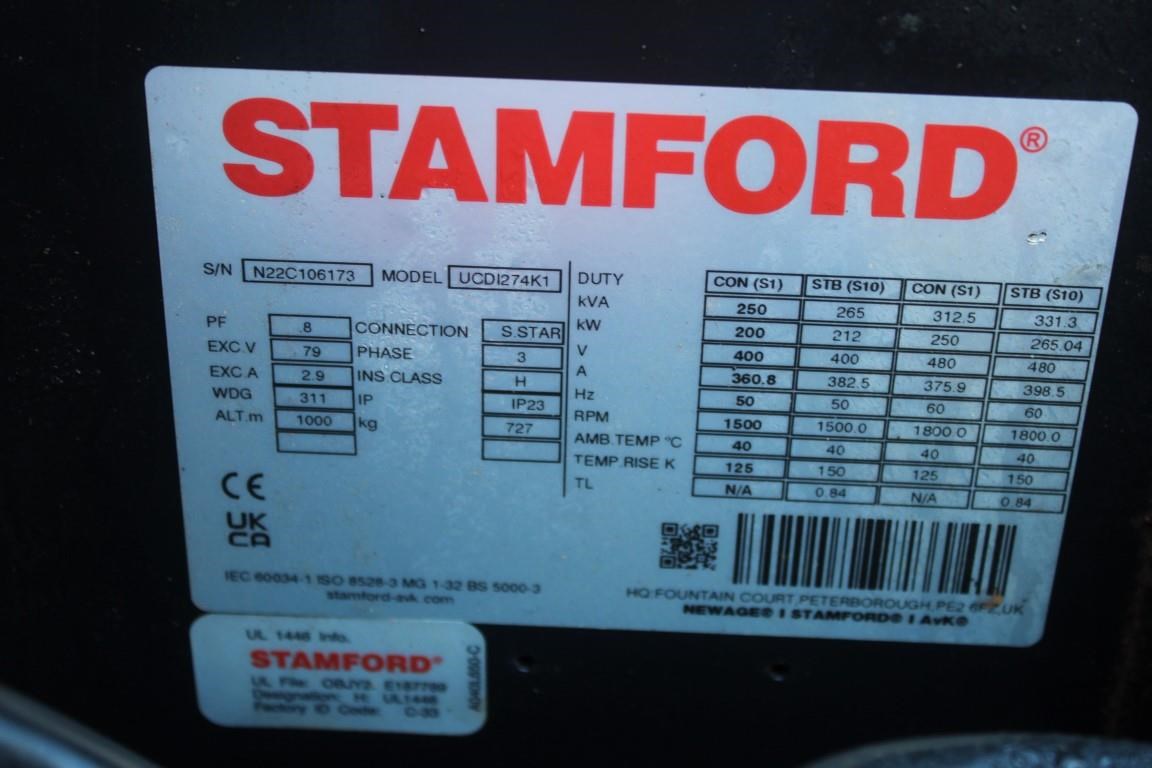 STAMFORD®
S/N N22C106173 MODEL UCDI274K1
PF .8 CONNECTION S.STAR
EXC.V 79 PHASE 3
EXC.A 2.9 INS CLASS H
WDG 311 IP IP23
ALT.m 1000 kg 727
DUTY CON (S1) STB (S10) CON (S1) STB (S10)
kVA 250 265 312.5 331.3
kW 200 212 250 265.04
V 400 400 480 480
A 360.8 382.5 375.9 398.5
Hz 50 50 60 60
RPM 1500 1500.0 1800.0 1800.0
AMB.TEMP °C 40 40 40 40
TEMP.RISE K 125 150 125 150
TL N/A 0.84 N/A 0.84
CE
UK
CA
IEC 60034-1 ISO 8528-3 MG 1-32 BS 5000-3
stamford-avk.com
HQ:FOUNTAIN COURT,PETERBOROUGH,PE2 6FZ,UK
NEWAGE® I STAMFORD® I AvK®
UL 1446 Info.
STAMFORD®
UL File: OBJY2. E187789
Designation: H: UL1446
Factory ID Code: C-33